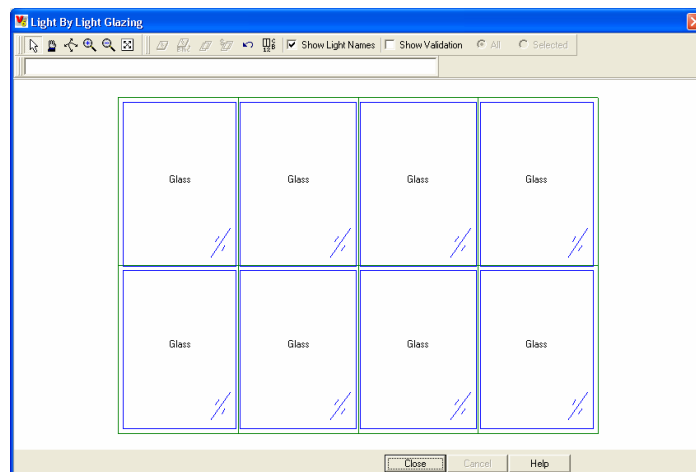 Light By Light Glazing
Show Light Names Show Validation All Selected
Glass Glass Glass Glass
Glass Glass Glass Glass
Close Cancel Help